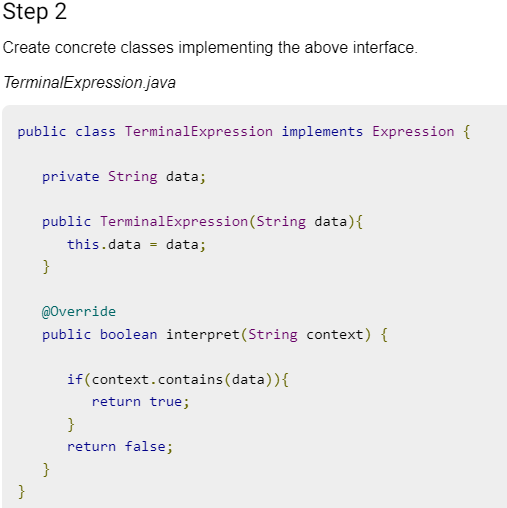 Step 2
Create concrete classes implementing the above interface.
TerminalExpression.java
public class TerminalExpression implements Expression {
private String data;
public TerminalExpression(String data){
this.data = data;
}
@Override
public boolean interpret(String context) {
if(context.contains(data)){
return true;
}
return false;
}
}